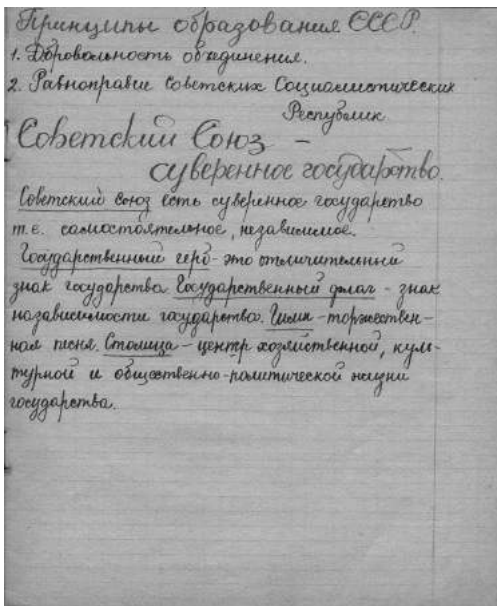 Принципы образования СССР.
1. Добровольность объединения.
2. Равноправие Советских Социалистических
Республик
Советский Союз –
суверенное государство.
Советский союз есть суверенное государство
т.е. самостоятельное, независимое.
Государственный герб - это отличительный
знак государства. Государственный флаг - знак
независимости государства. Гимн - торжествен-
ная песня. Столица - центр хозяйственной, куль-
турной и общественно-политической жизни
государства.